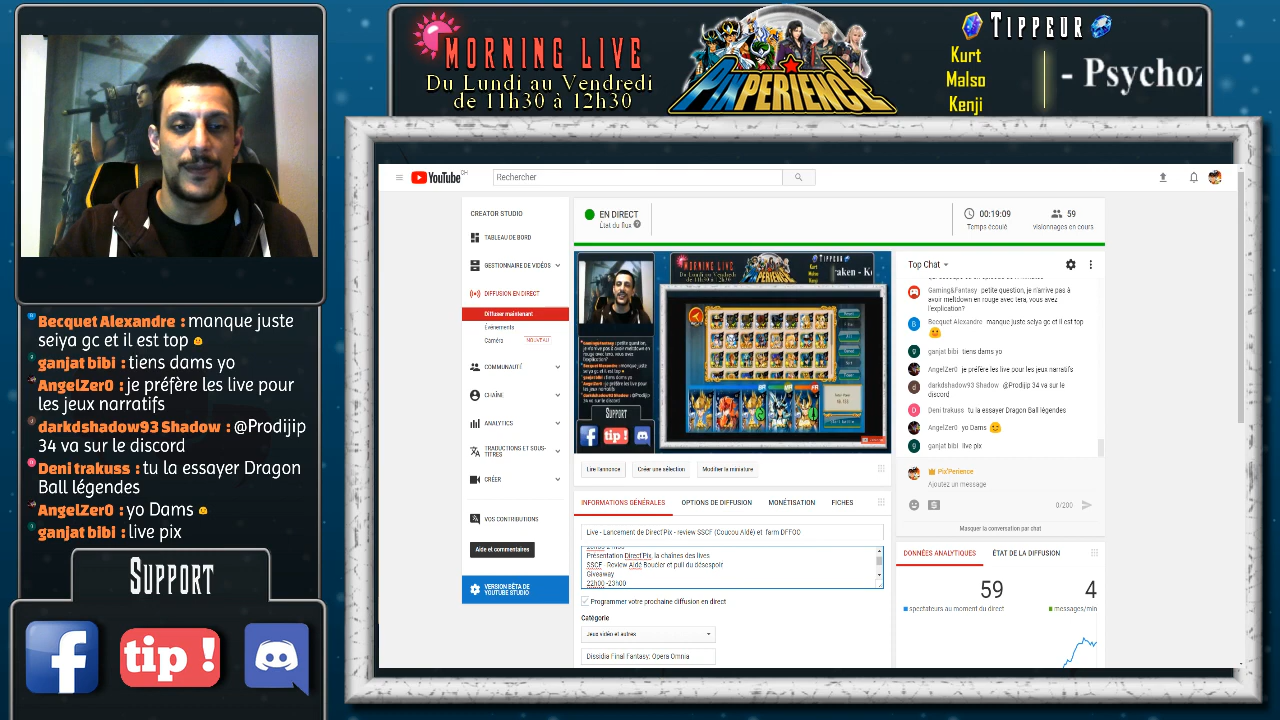 MORNING LIVE
Du Lundi au Vendredi
de 11h30 à 12h30
PIX'PERIENCE
TIPPEUR
Kurt
Malso
Kenji
- Psychoz
Becquet Alexandre : manque juste
seiya gc et il est top
ganjat bibi : tiens dams yo
AngelZer0 : je préfère les live pour
les jeux narratifs
darkdshadow93 Shadow : @Prodijip
34 va sur le discord
Deni trakuss : tu la essayer Dragon
Ball légendes
AngelZer0 : yo Dams
ganjat bibi : live pix
SUPPORT
f
tip !
YouTube CH
Rechercher
CREATOR STUDIO
TABLEAU DE BORD
GESTIONNAIRE DE VIDÉOS
DIFFUSION EN DIRECT
Diffuser maintenant
Événements
Caméra NOUVEAU
COMMUNAUTÉ
CHAÎNE
ANALYTICS
TRADUCTIONS ET SOUS-
TITRES
CRÉER
VOS CONTRIBUTIONS
Aide et commentaires
VERSION BÊTA DE
YOUTUBE STUDIO
EN DIRECT
État du flux
00:19:09
Temps écoulé
59
visionnages en cours
Lire l'annonce
Créer une sélection
Modifier la miniature
INFORMATIONS GÉNÉRALES
OPTIONS DE DIFFUSION
MONÉTISATION
FICHES
Live - Lancement de Direct'Pix - review SSCF (Coucou Aldé) et farm DFFOO
Présentation Direct'Pix, la chaînes des lives
SSCF - Review Aldé Bouclier et pull du désospoir
Giveaway
22h00 -23h00
Programmer votre prochaine diffusion en direct
Catégorie
Jeux vidéo et autres
Dissidia Final Fantasy: Opera Omnia
Top Chat
Gaming&Fantasy petite question, je n'arrive pas à
avoir meltdown en rouge avec tera, vous avez
l'explication?
Becquet Alexandre manque juste seiya gc et il est top
ganjat bibi tiens dams yo
AngelZer0 je préfère les live pour les jeux narratifs
darkdshadow93 Shadow @Prodijip 34 va sur le
discord
Deni trakuss tu la essayer Dragon Ball légendes
AngelZer0 yo Dams
ganjat bibi live pix
Pix'Perience
Ajoutez un message
0/200
Masquer la conversation par chat
DONNÉES ANALYTIQUES
ÉTAT DE LA DIFFUSION
59
spectateurs au moment du direct
4
messages/min